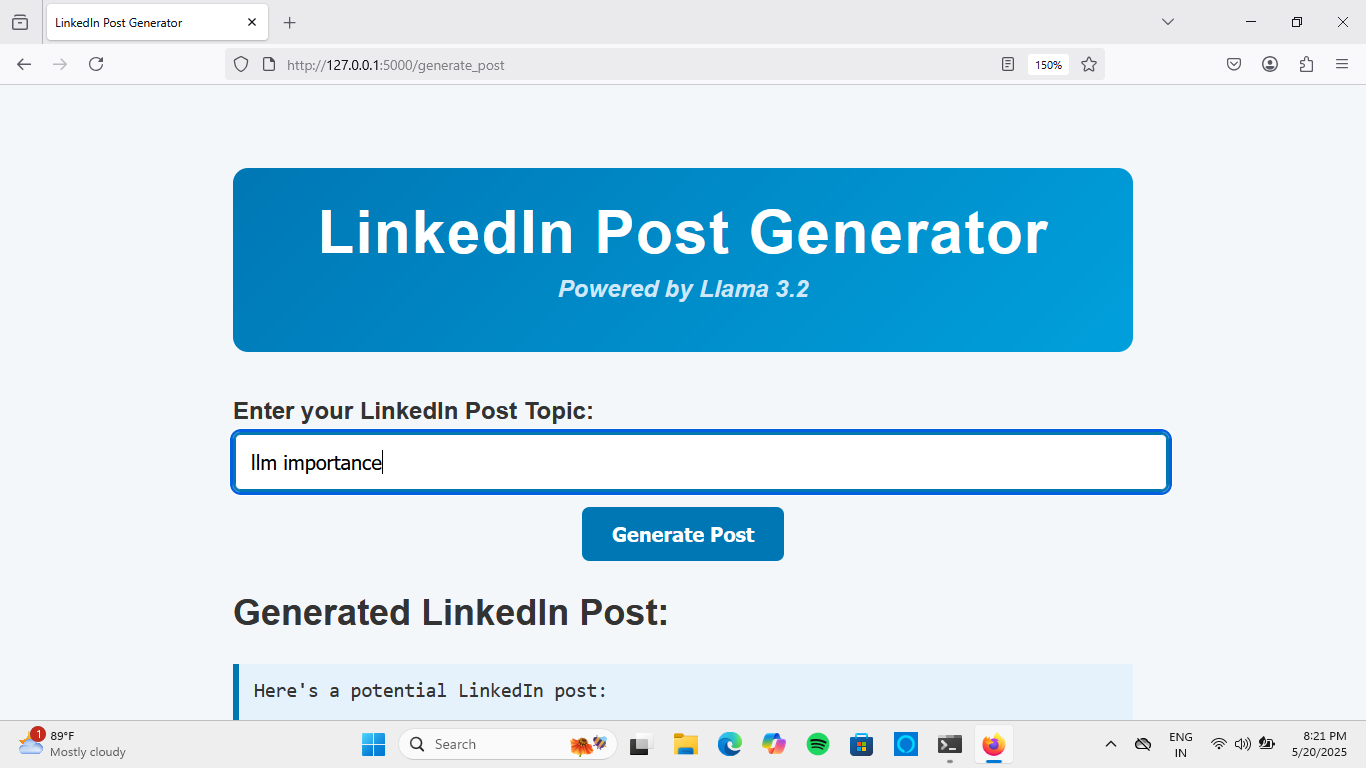 LinkedIn Post Generator
http://127.0.0.1:5000/generate_post
150%
LinkedIn Post Generator
Powered by Llama 3.2
Enter your LinkedIn Post Topic:
llm importance
Generate Post
Generated LinkedIn Post:
Here's a potential LinkedIn post:
1
89°F
Mostly cloudy
Search
ENG
IN
8:21 PM
5/20/2025